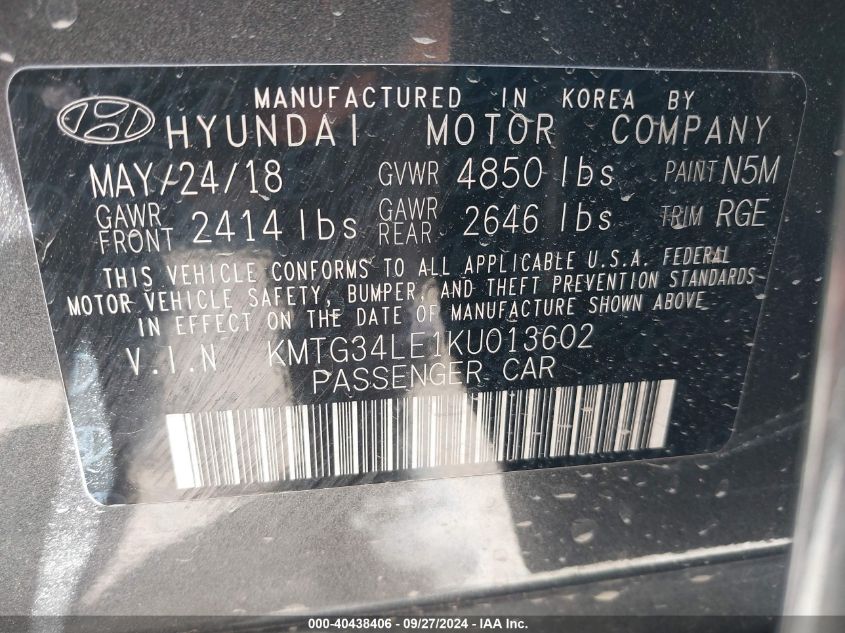 MANUFACTURED IN KOREA BY
HYUNDAI MOTOR COMPANY
MAY/24/18 GVWR 4850 lbs PAINT N5M
GAWR FRONT 2414 lbs GAWR REAR 2646 lbs TRIM RGE
THIS VEHICLE CONFORMS TO ALL APPLICABLE U.S.A. FEDERAL
MOTOR VEHICLE SAFETY, BUMPER, AND THEFT PREVENTION STANDARDS
IN EFFECT ON THE DATE OF MANUFACTURE SHOWN ABOVE
V.I.N KMTG34LE1KU013602
PASSENGER CAR
000-40438406 - 09/27/2024 - IAAI.com